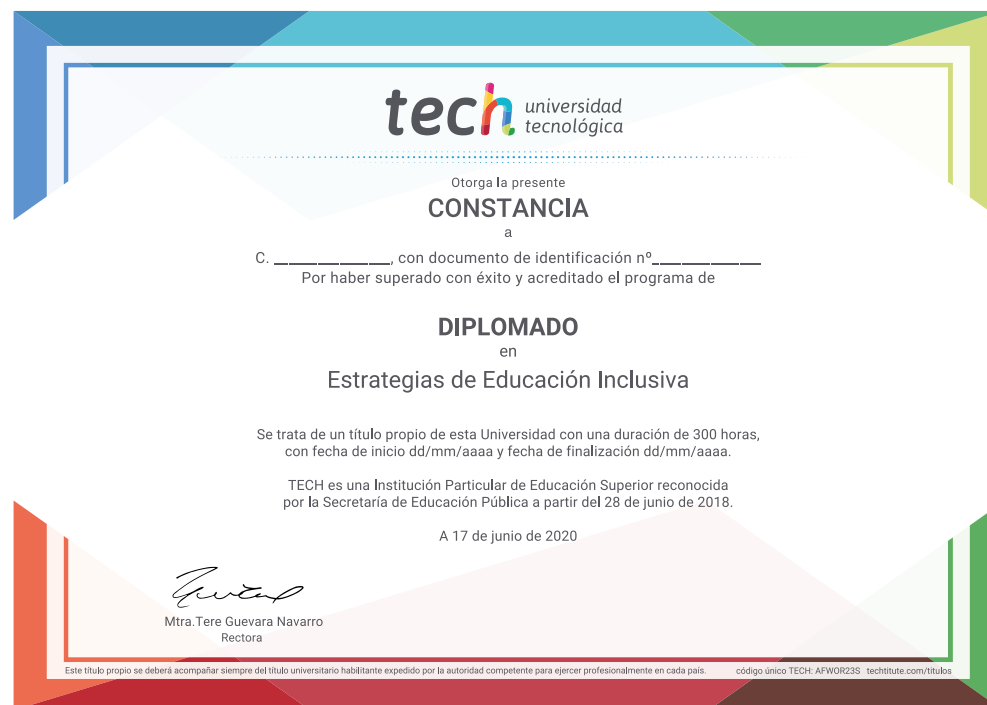 tech universidad
tecnológica
Otorga la presente
CONSTANCIA
a
C. ______________, con documento de identificación nº_____________
Por haber superado con éxito y acreditado el programa de
DIPLOMADO
en
Estrategias de Educación Inclusiva
Se trata de un título propio de esta Universidad con una duración de 300 horas,
con fecha de inicio dd/mm/aaaa y fecha de finalización dd/mm/aaaa.
TECH es una Institución Particular de Educación Superior reconocida
por la Secretaría de Educación Pública a partir del 28 de junio de 2018.
A 17 de junio de 2020
Mtra.Tere Guevara Navarro
Rectora
Este título propio se deberá acompañar siempre del título universitario habilitante expedido por la autoridad competente para ejercer profesionalmente en cada país. código único TECH: AFWOR23S techtitute.com/titulos